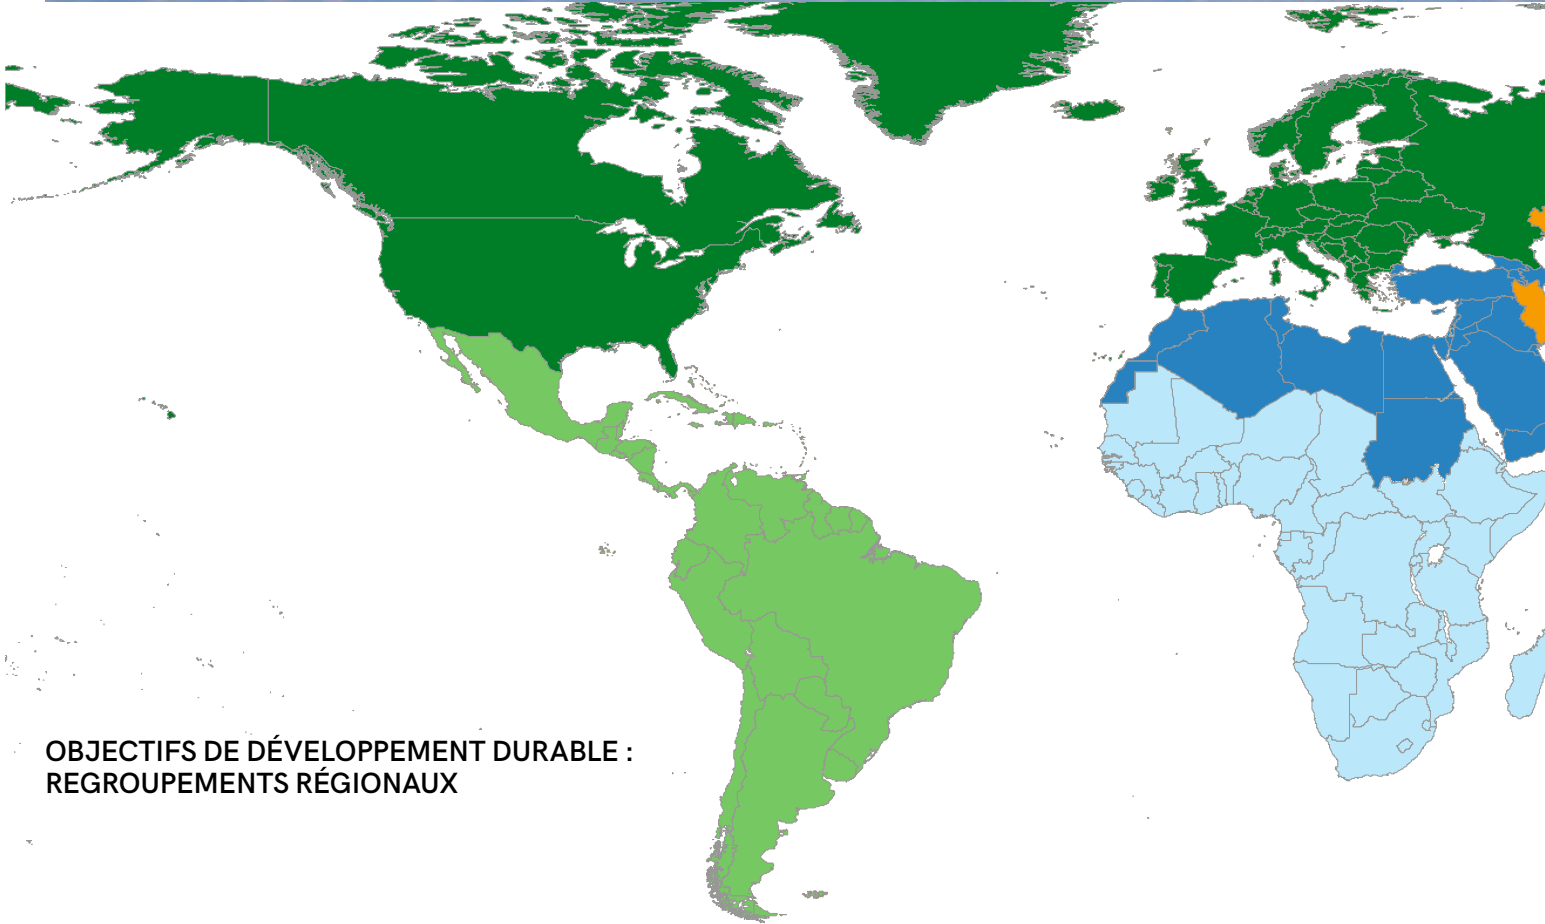 OBJECTIFS DE DÉVELOPPEMENT DURABLE :
REGROUPEMENTS RÉGIONAUX